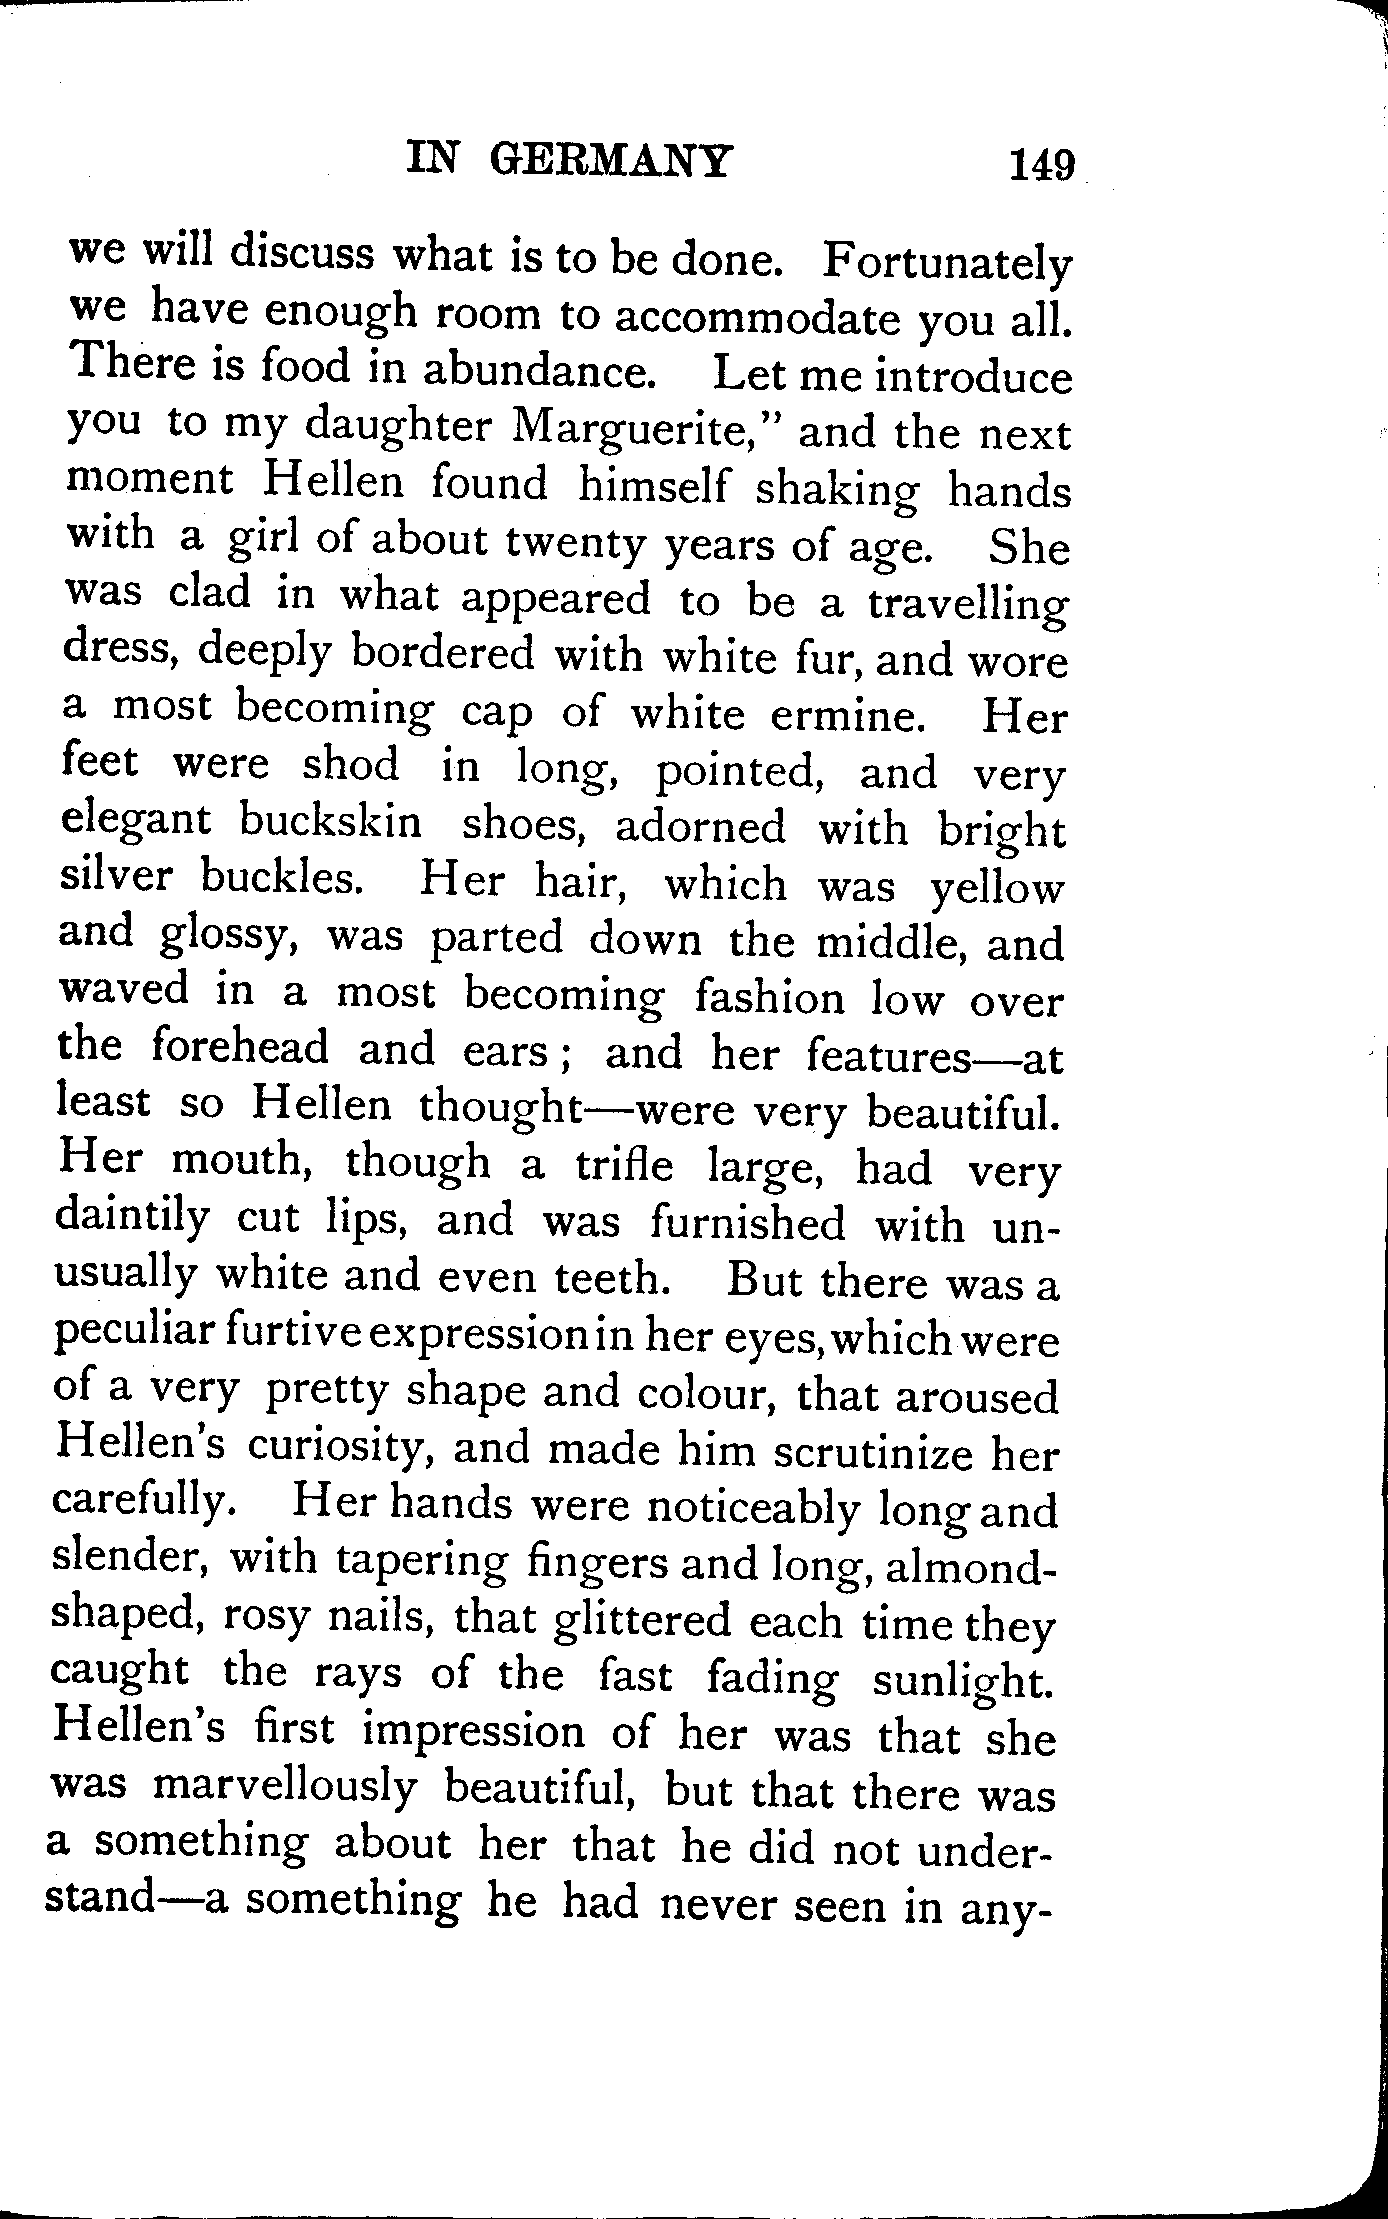 IN GERMANY 149
we will discuss what is to be done. Fortunately
we have enough room to accommodate you all.
There is food in abundance. Let me introduce
you to my daughter Marguerite,” and the next
moment Hellen found himself shaking hands
with a girl of about twenty years of age. She
was clad in what appeared to be a travelling
dress, deeply bordered with white fur, and wore
a most becoming cap of white ermine. Her
feet were shod in long, pointed, and very
elegant buckskin shoes, adorned with bright
silver buckles. Her hair, which was yellow
and glossy, was parted down the middle, and
waved in a most becoming fashion low over
the forehead and ears; and her features—at
least so Hellen thought—were very beautiful.
Her mouth, though a trifle large, had very
daintily cut lips, and was furnished with un-
usually white and even teeth. But there was a
peculiar furtive expression in her eyes, which were
of a very pretty shape and colour, that aroused
Hellen's curiosity, and made him scrutinize her
carefully. Her hands were noticeably long and
slender, with tapering fingers and long, almond-
shaped, rosy nails, that glittered each time they
caught the rays of the fast fading sunlight.
Hellen's first impression of her was that she
was marvellously beautiful, but that there was
a something about her that he did not under-
stand—a something he had never seen in any-